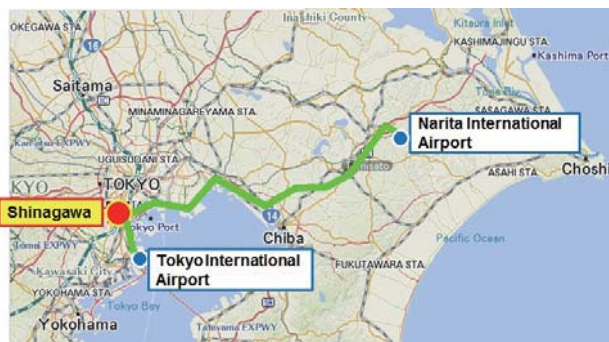 OKEGAWA STA.
Inashiki County
Kitaura Inlet
KASHIMAJINGU STA.
Kashima Port
Saitama
MINAMINAGAREYAMA STA.
SASAGAWA STA.
Narita International
Airport
UGUISUDANI STA.
TOKYO
ASAHI STA.
Choshi
Shinagawa
Tokyo Port
14
Chiba
Pacific Ocean
Tokyo International
Airport
Kawasaki City
FUKUTAWARA STA.
YOKOHAMA STA.
Tokyo Bay
Yokohama
Tateyama EXPWY